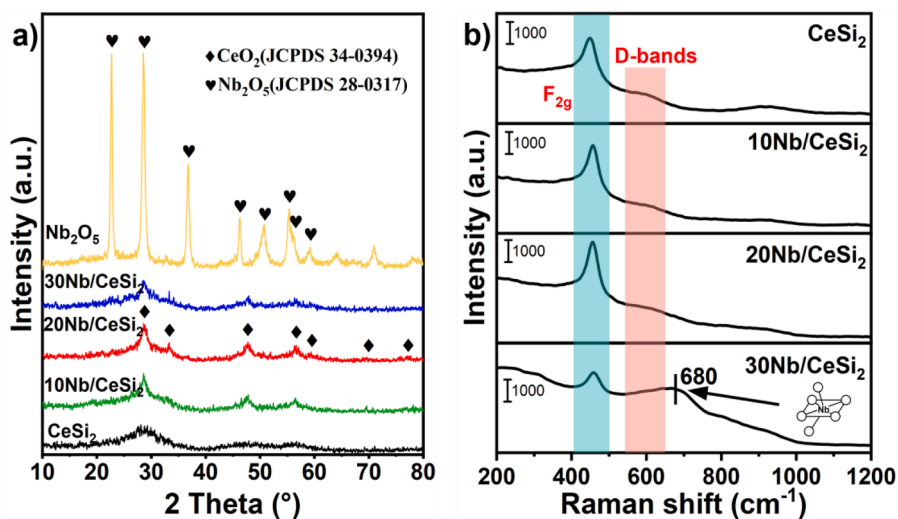 a)
♦ CeO₂(JCPDS 34-0394)
♥ Nb₂O₅(JCPDS 28-0317)
Nb₂O₅
30Nb/CeSi₂
20Nb/CeSi₂
10Nb/CeSi₂
CeSi₂
Intensity (a.u.)
10 20 30 40 50 60 70 80
2 Theta (°)
b)
1000
CeSi₂
D-bands
F₂g
1000
10Nb/CeSi₂
1000
20Nb/CeSi₂
1000
30Nb/CeSi₂
680
Nb
Intensity (a.u.)
200 400 600 800 1000 1200
Raman shift (cm⁻¹)